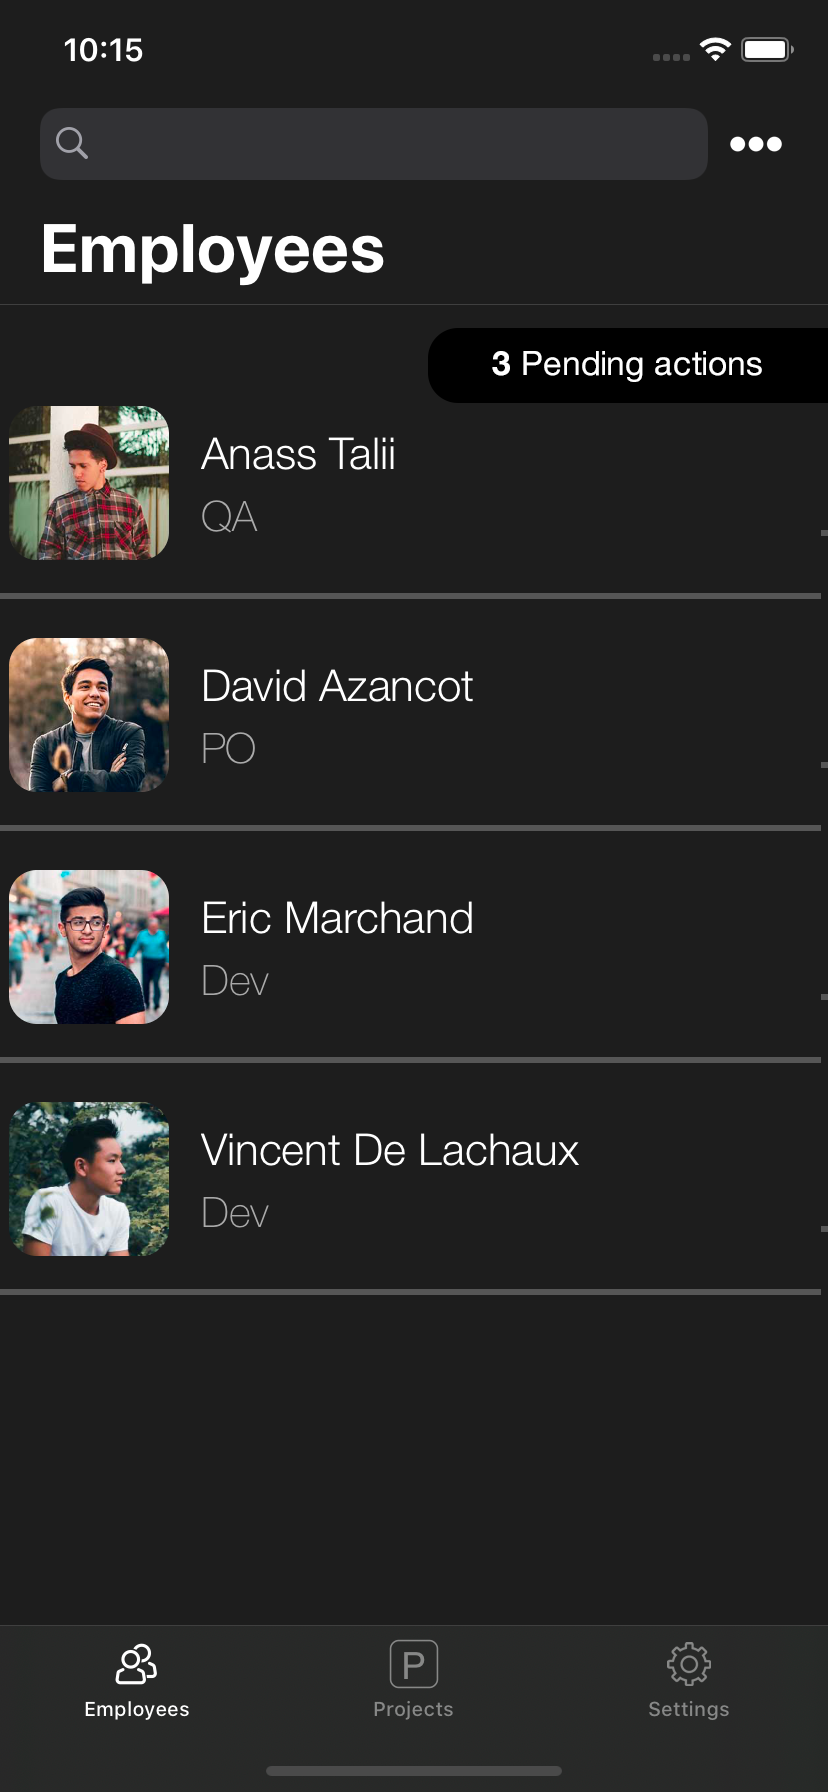 10:15
Employees
3 Pending actions
Anass Talii
QA
David Azancot
PO
Eric Marchand
Dev
Vincent De Lachaux
Dev
P
Employees
Projects
Settings